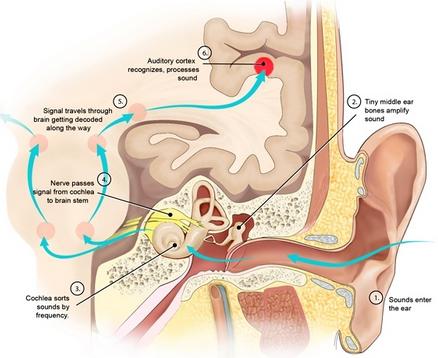 6.
Auditory cortex
recognizes, processes
sound
5.
Signal travels through
brain getting decoded
along the way
2.
Tiny middle ear
bones amplify
sound
4.
Nerve passes
signal from cochlea
to brain stem
3.
Cochlea sorts
sounds by
frequency.
1.
Sounds enter
the ear